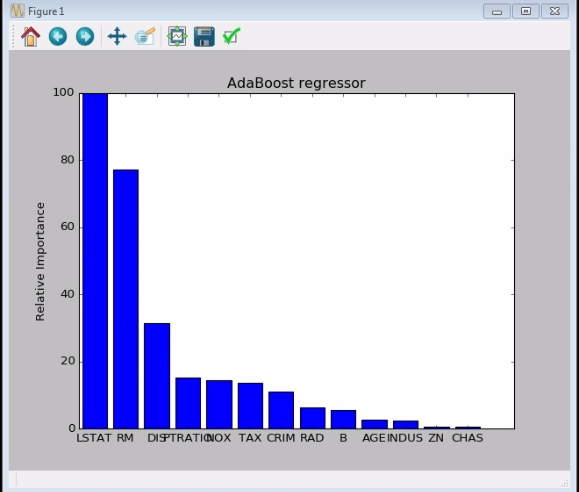 Figure 1
AdaBoost regressor
100
80
60
40
20
0
Relative Importance
LSTAT RM DIS PTRATIO NOX TAX CRIM RAD B AGE INDUS ZN CHAS